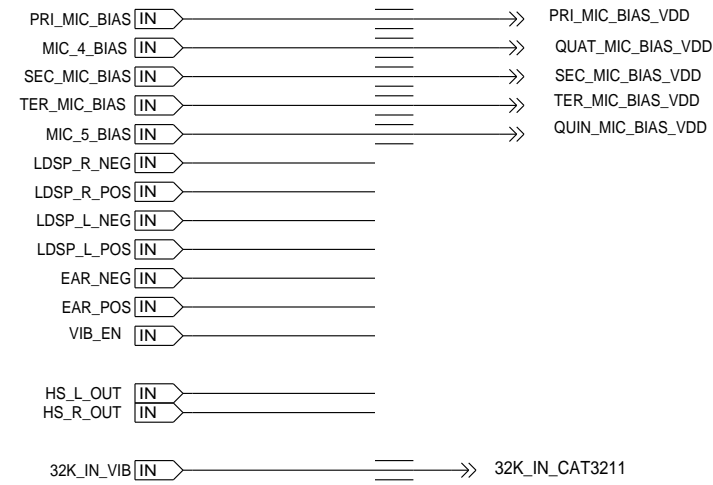 PRI_MIC_BIAS IN PRI_MIC_BIAS_VDD
MIC_4_BIAS IN QUAT_MIC_BIAS_VDD
SEC_MIC_BIAS IN SEC_MIC_BIAS_VDD
TER_MIC_BIAS IN TER_MIC_BIAS_VDD
MIC_5_BIAS IN QUIN_MIC_BIAS_VDD
LDSP_R_NEG IN
LDSP_R_POS IN
LDSP_L_NEG IN
LDSP_L_POS IN
EAR_NEG IN
EAR_POS IN
VIB_EN IN
HS_L_OUT IN
HS_R_OUT IN
32K_IN_VIB IN 32K_IN_CAT3211